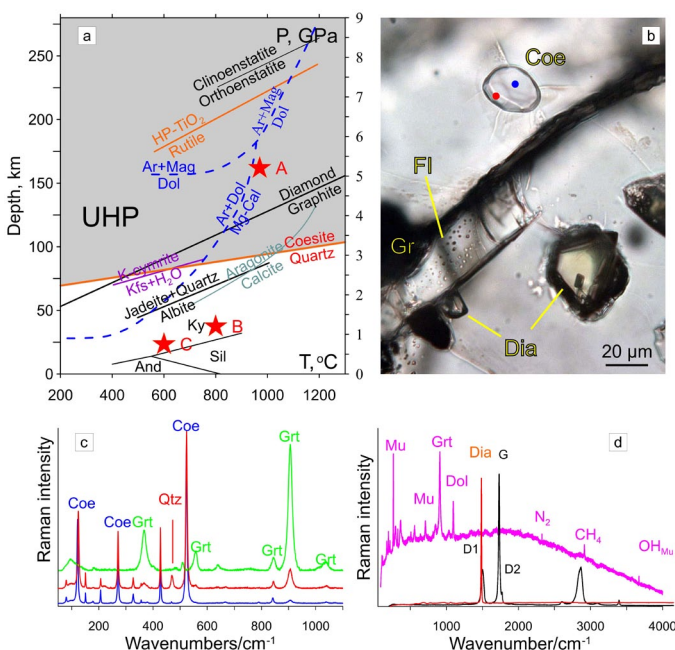 a
P, GPa
Clinoenstatite
Orthoenstatite
HP-TiO2
Rutile
Ar+Mag
Dol
Ar+Mag
Dol
A
UHP
Ar+Dol
Mg-Cal
Diamond
Graphite
K-cymrite
Kfs+H2O
Coesite
Quartz
Aragonite
Calcite
Jadeite+Quartz
Albite
Ky
B
C
Sil
And
T, °C
Depth, km
250
200
150
100
50
0
200 400 600 800 1000 1200
9
8
7
6
5
4
3
2
1
0
b
Coe
Fl
Gr
Dia
20 µm
c
Raman intensity
Coe
Coe
Grt
Qtz
Coe
Grt
Grt
Grt
Grt
200 400 600 800 1000
Wavenumbers/cm-1
d
Raman intensity
Mu
Grt
Mu
Dol
Dia
G
D1
D2
N2
CH4
OHMu
0 500 1000 1500 2000 2500 3000 3500 4000
Wavenumber/cm-1